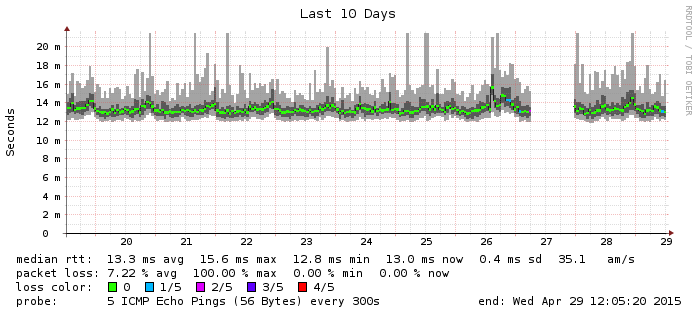 Last 10 Days
RRDTOOL / TOBI OETIKER
Seconds
20 m
18 m
16 m
14 m
12 m
10 m
8 m
6 m
4 m
2 m
0
20 21 22 23 24 25 26 27 28 29
median rtt: 13.3 ms avg 15.6 ms max 12.8 ms min 13.0 ms now 0.4 ms sd 35.1 am/s
packet loss: 7.22 % avg 100.00 % max 0.00 % min 0.00 % now
loss color: 0 1/5 2/5 3/5 4/5
probe: 5 ICMP Echo Pings (56 Bytes) every 300s end: Wed Apr 29 12:05:20 2015